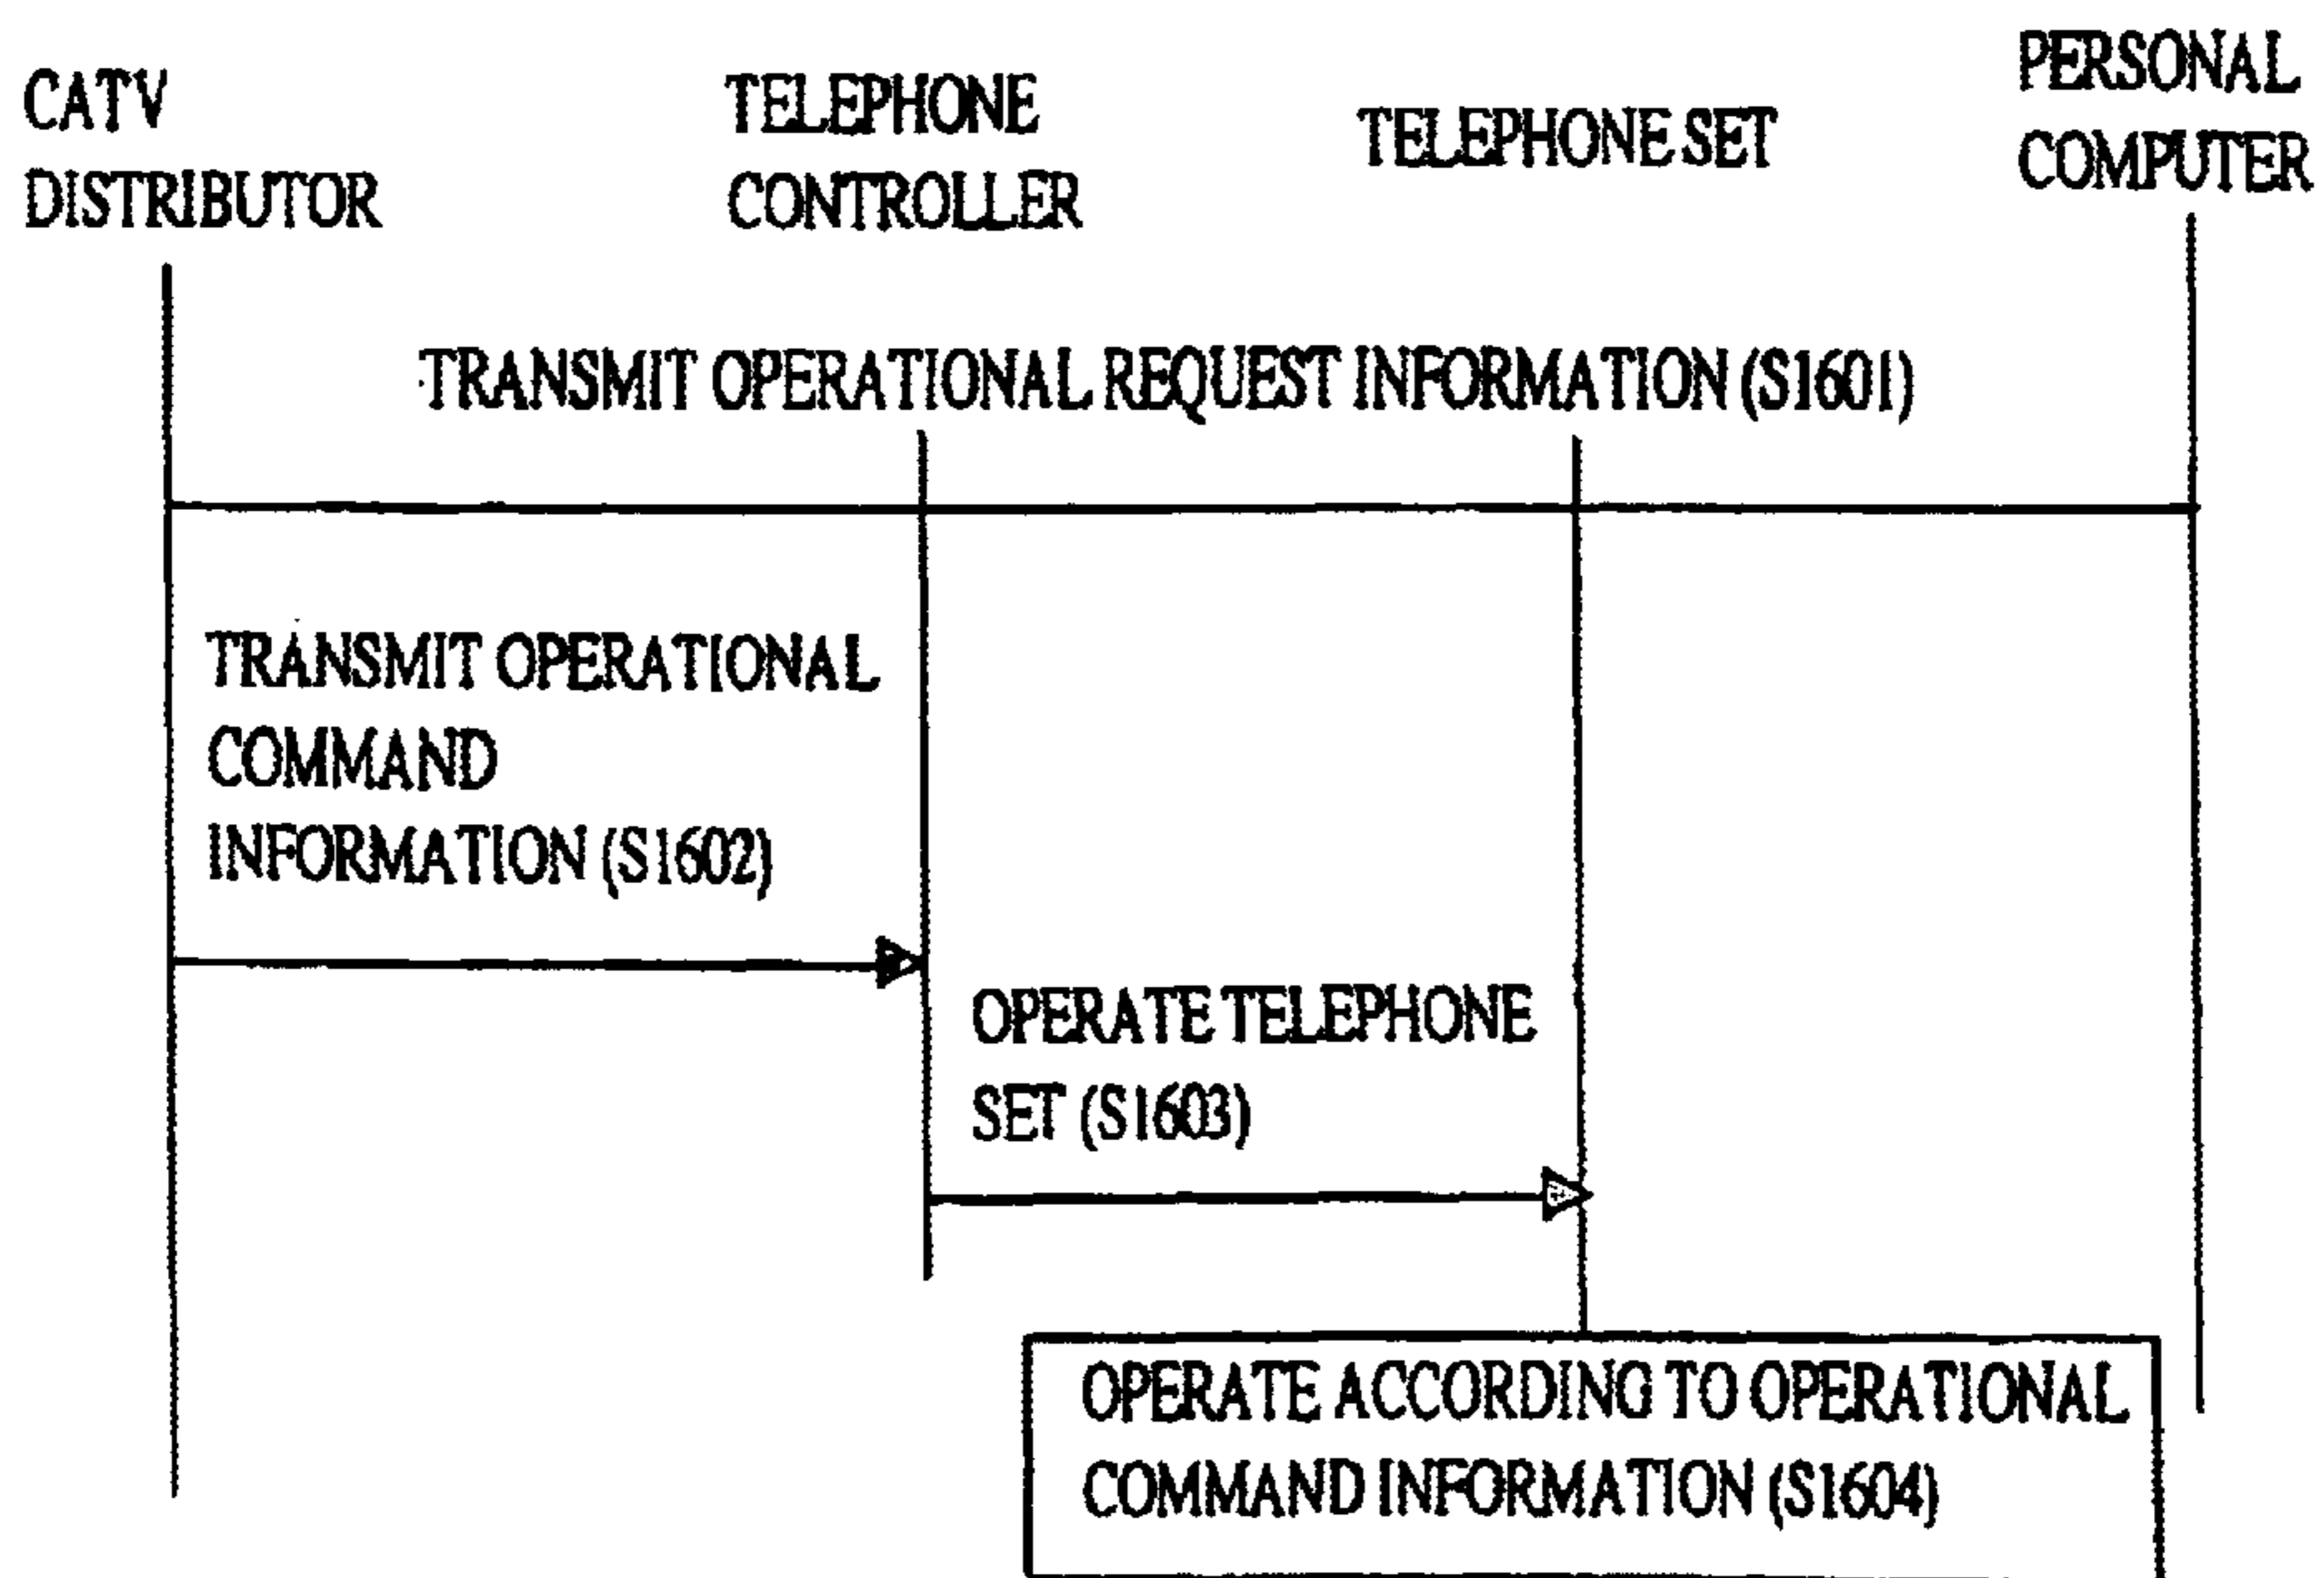 CATV
DISTRIBUTOR
TELEPHONE
CONTROLLER
TELEPHONE SET
PERSONAL
COMPUTER
TRANSMIT OPERATIONAL REQUEST INFORMATION (S1601)
TRANSMIT OPERATIONAL
COMMAND
INFORMATION (S1602)
OPERATE TELEPHONE
SET (S1603)
OPERATE ACCORDING TO OPERATIONAL
COMMAND INFORMATION (S1604)